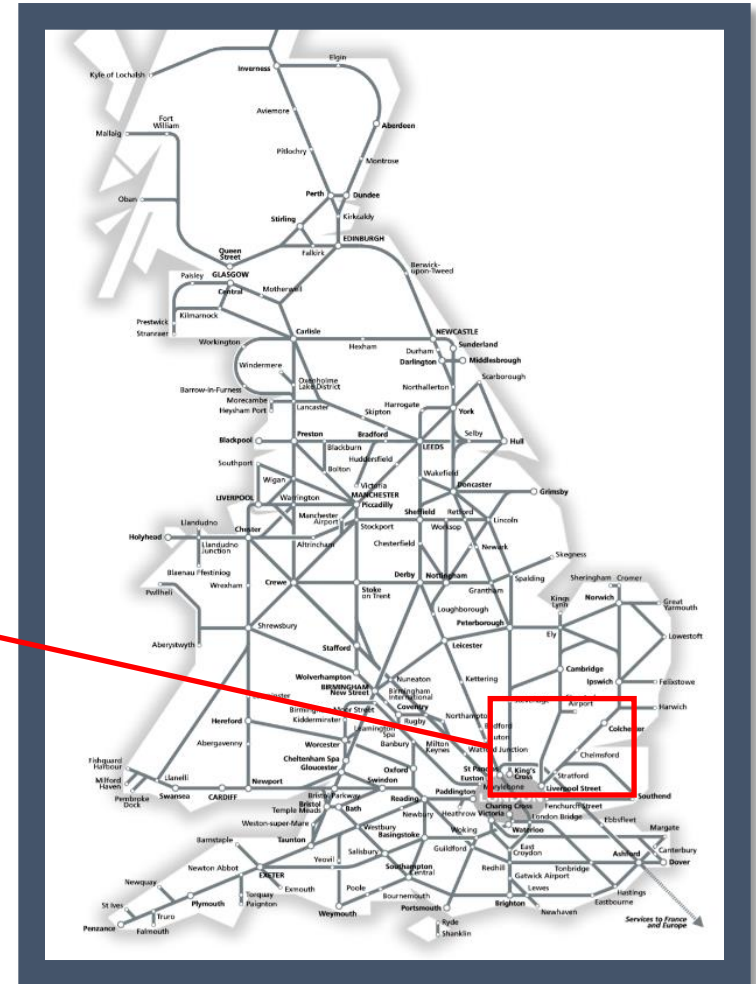 Elgin
Kyle of Lochalsh
Inverness
Aviemore
Fort
William
Mallaig
Aberdeen
Pitlochry
Montrose
Oban
Perth
Dundee
Stirling
Kirkcaldy
Queen
Street
Falkirk
EDINBURGH
Berwick-
upon-Tweed
Paisley
GLASGOW
Central
Motherwell
Prestwick
Kilmarnock
Stranraer
Carlisle
NEWCASTLE
Workington
Hexham
Durham
Sunderland
Darlington
Middlesbrough
Windermere
Scarborough
Oxenholme
Lake District
Barrow-in-Furness
Northallerton
Morecambe
Heysham Port
Lancaster
Harrogate
York
Skipton
Blackpool
Preston
Bradford
LEEDS
Selby
Hull
Blackburn
Huddersfield
Southport
Bolton
Wakefield
Wigan
Victoria
MANCHESTER
Piccadilly
Doncaster
Grimsby
LIVERPOOL
Warrington
Manchester
Airport
Stockport
Sheffield
Retford
Lincoln
Worksop
Llandudno
Holyhead
Chester
Llandudno
Junction
Altrincham
Chesterfield
Newark
Skegness
Blaenau Ffestiniog
Pwllheli
Wrexham
Crewe
Stoke
on Trent
Derby
Nottingham
Grantham
Spalding
Sheringham
Cromer
Kings
Lynn
Norwich
Great
Yarmouth
Loughborough
Shrewsbury
Peterborough
Aberystwyth
Stafford
Leicester
Ely
Lowestoft
Wolverhampton
Nuneaton
Kettering
Cambridge
BIRMINGHAM
New Street
Birmingham
International
Ipswich
Felixstowe
Coventry
Airport
Harwich
Moor Street
Rugby
Northampton
Hereford
Kidderminster
Leamington
Spa
Bedford
Colchester
Abergavenny
Worcester
Banbury
Milton
Keynes
Luton
Watford Junction
Chelmsford
Cheltenham Spa
Gloucester
Oxford
St Pancras
Euston
King's
Cross
Stratford
Fishguard
Harbour
Milford
Haven
Llanelli
Newport
Swindon
Marylebone
Liverpool Street
Pembroke
Dock
Swansea
CARDIFF
Bristol Parkway
Bristol
Temple Meads
Bath
Reading
Paddington
Southend
Charing Cross
Fenchurch Street
Weston-super-Mare
Newbury
Heathrow
Victoria
London Bridge
Ebbsfleet
Waterloo
Margate
Barnstaple
Taunton
Westbury
Basingstoke
Woking
East
Croydon
Canterbury
Yeovil
Salisbury
Guildford
Ashford
Dover
Newton Abbot
EXETER
Southampton
Central
Redhill
Tonbridge
Gatwick Airport
Newquay
Exmouth
Poole
Lewes
Hastings
Torquay
Paignton
Bournemouth
Eastbourne
St Ives
Plymouth
Weymouth
Portsmouth
Brighton
Newhaven
Truro
Penzance
Falmouth
Ryde
Shanklin
Services to France
and Europe